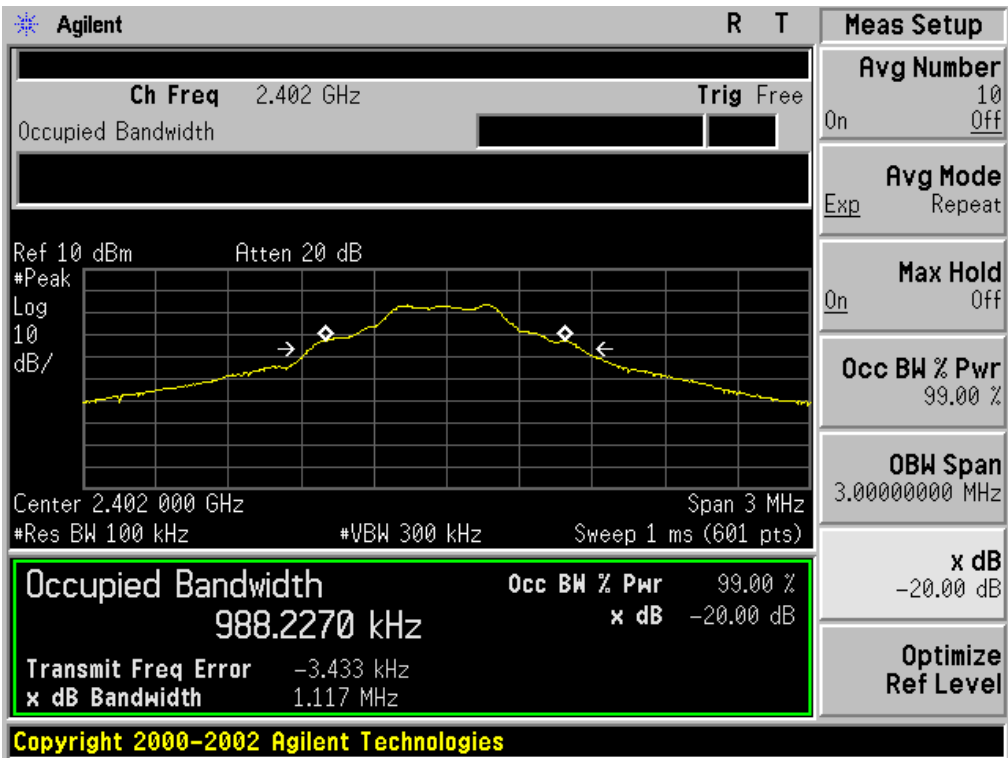 Agilent R T
Ch Freq 2.402 GHz Trig Free
Occupied Bandwidth
Ref 10 dBm Atten 20 dB
#Peak
Log
10
dB/
Center 2.402 000 GHz Span 3 MHz
#Res BW 100 kHz #VBW 300 kHz Sweep 1 ms (601 pts)
Occupied Bandwidth
988.2270 kHz
Occ BW % Pwr 99.00 %
x dB -20.00 dB
Transmit Freq Error -3.433 kHz
x dB Bandwidth 1.117 MHz
Copyright 2000-2002 Agilent Technologies
Meas Setup
Avg Number
10
On Off
Avg Mode
Exp Repeat
Max Hold
On Off
Occ BW % Pwr
99.00 %
OBW Span
3.00000000 MHz
x dB
-20.00 dB
Optimize
Ref Level